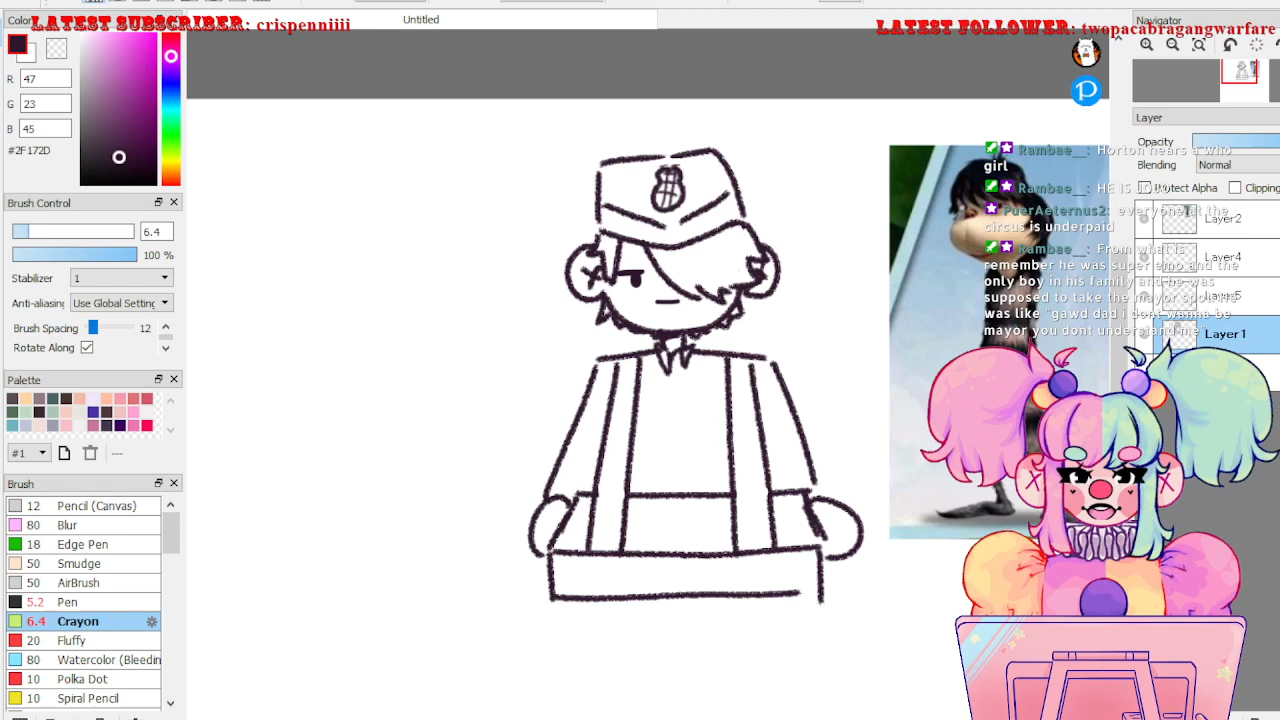 Untitled
Color
LATEST SUBSCRIBER: crispenniiii
LATEST FOLLOWER: twopacabragangwarfare
Navigator
R 47
G 23
B 45
#2F172D
Brush Control
6.4
100 %
Stabilizer 1
Anti-aliasing Use Global Setting
Brush Spacing 12
Rotate Along
Palette
#1
Brush
12 Pencil (Canvas)
80 Blur
18 Edge Pen
50 Smudge
50 AirBrush
5.2 Pen
6.4 Crayon
20 Fluffy
80 Watercolor (Bleedin
10 Polka Dot
10 Spiral Pencil
Layer
Opacity
Blending Normal
Protect Alpha Clipping
Layer2
Layer4
Layer1
Rambae__: Horton hears a who
girl
Rambae__: HE IS
PuerAeternus2: everyone at the
circus is underpaid
Rambae__: From what i
remember he was super emo and the
only boy in his family and he was
supposed to take the mayor
was like "gawd dad i dont wanna be
mayor you dont understand me